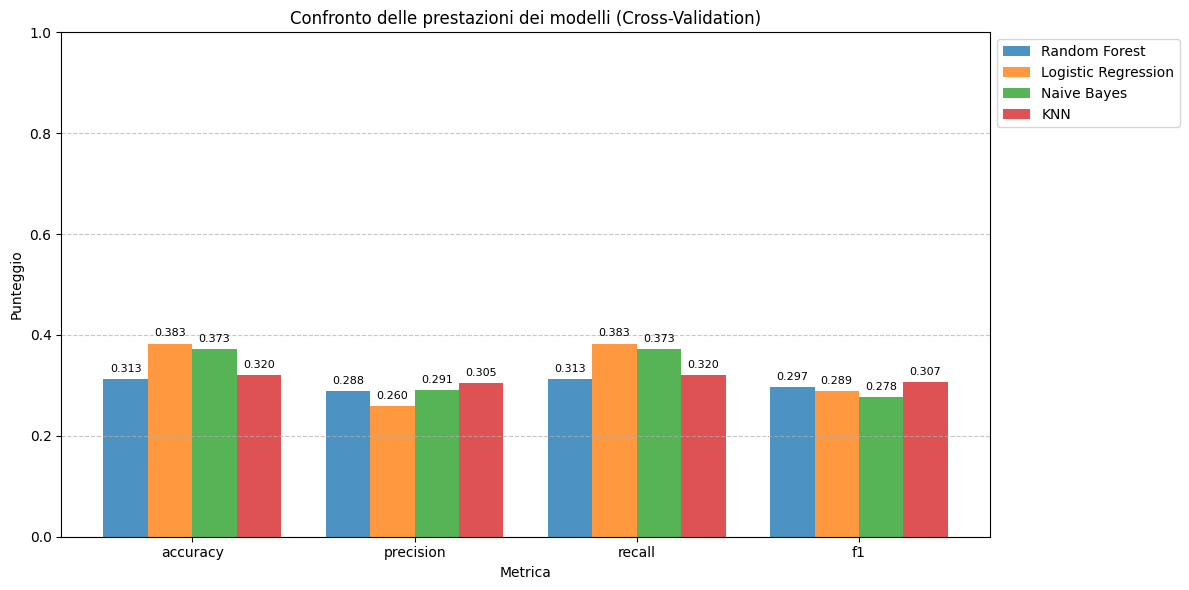 Confronto delle prestazioni dei modelli (Cross-Validation)
Random Forest
Logistic Regression
Naive Bayes
KNN
Punteggio
1.0
0.8
0.6
0.4
0.2
0.0
0.313
0.383
0.373
0.320
0.288
0.260
0.291
0.305
0.313
0.383
0.373
0.320
0.297
0.289
0.278
0.307
accuracy
precision
recall
f1
Metrica